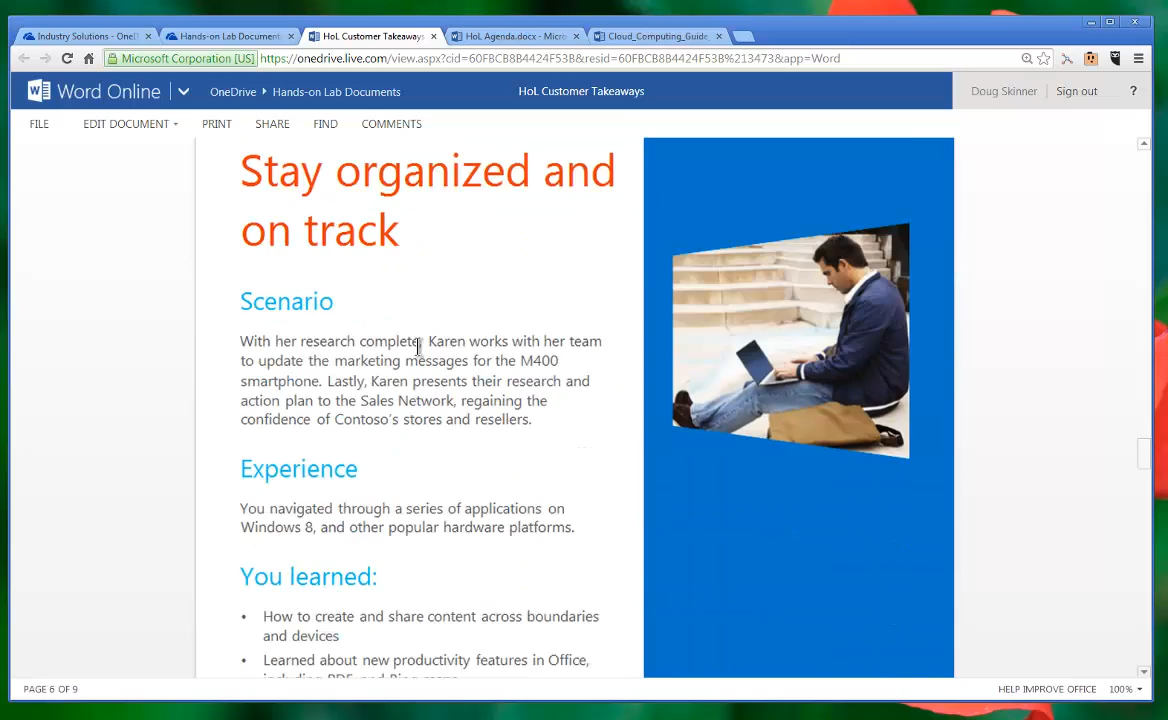 Industry Solutions - OneD
Hands-on Lab Document
HoL Customer Takeaways
HoL Agenda.docx - Micro
Cloud_Computing_Guide_
Microsoft Corporation [US]
https://onedrive.live.com/view.aspx?cid=60FBCB8B4424F53B&resid=60FBCB8B4424F53B%213473&app=Word
Word Online
OneDrive
Hands-on Lab Documents
HoL Customer Takeaways
Doug Skinner
Sign out
?
FILE
EDIT DOCUMENT
PRINT
SHARE
FIND
COMMENTS
Stay organized and
on track
Scenario
With her research complete, Karen works with her team
to update the marketing messages for the M400
smartphone. Lastly, Karen presents their research and
action plan to the Sales Network, regaining the
confidence of Contoso's stores and resellers.
Experience
You navigated through a series of applications on
Windows 8, and other popular hardware platforms.
You learned:
• How to create and share content across boundaries
and devices
• Learned about new productivity features in Office,
including PDF and Bing maps
PAGE 6 OF 9
HELP IMPROVE OFFICE
100%